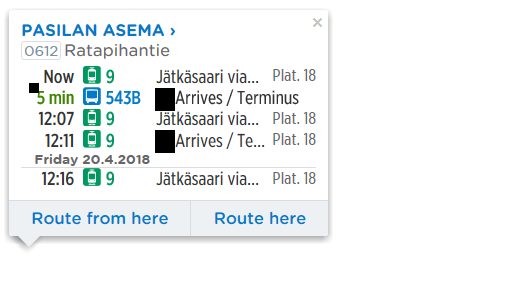 PASILAN ASEMA ›
0612 Ratapihantie
Now 9 Jätkäsaari via... Plat. 18
5 min 543B Arrives / Terminus
12:07 9 Jätkäsaari via... Plat. 18
12:11 9 Arrives / Te... Plat. 18
Friday 20.4.2018
12:16 9 Jätkäsaari via... Plat. 18
Route from here Route here